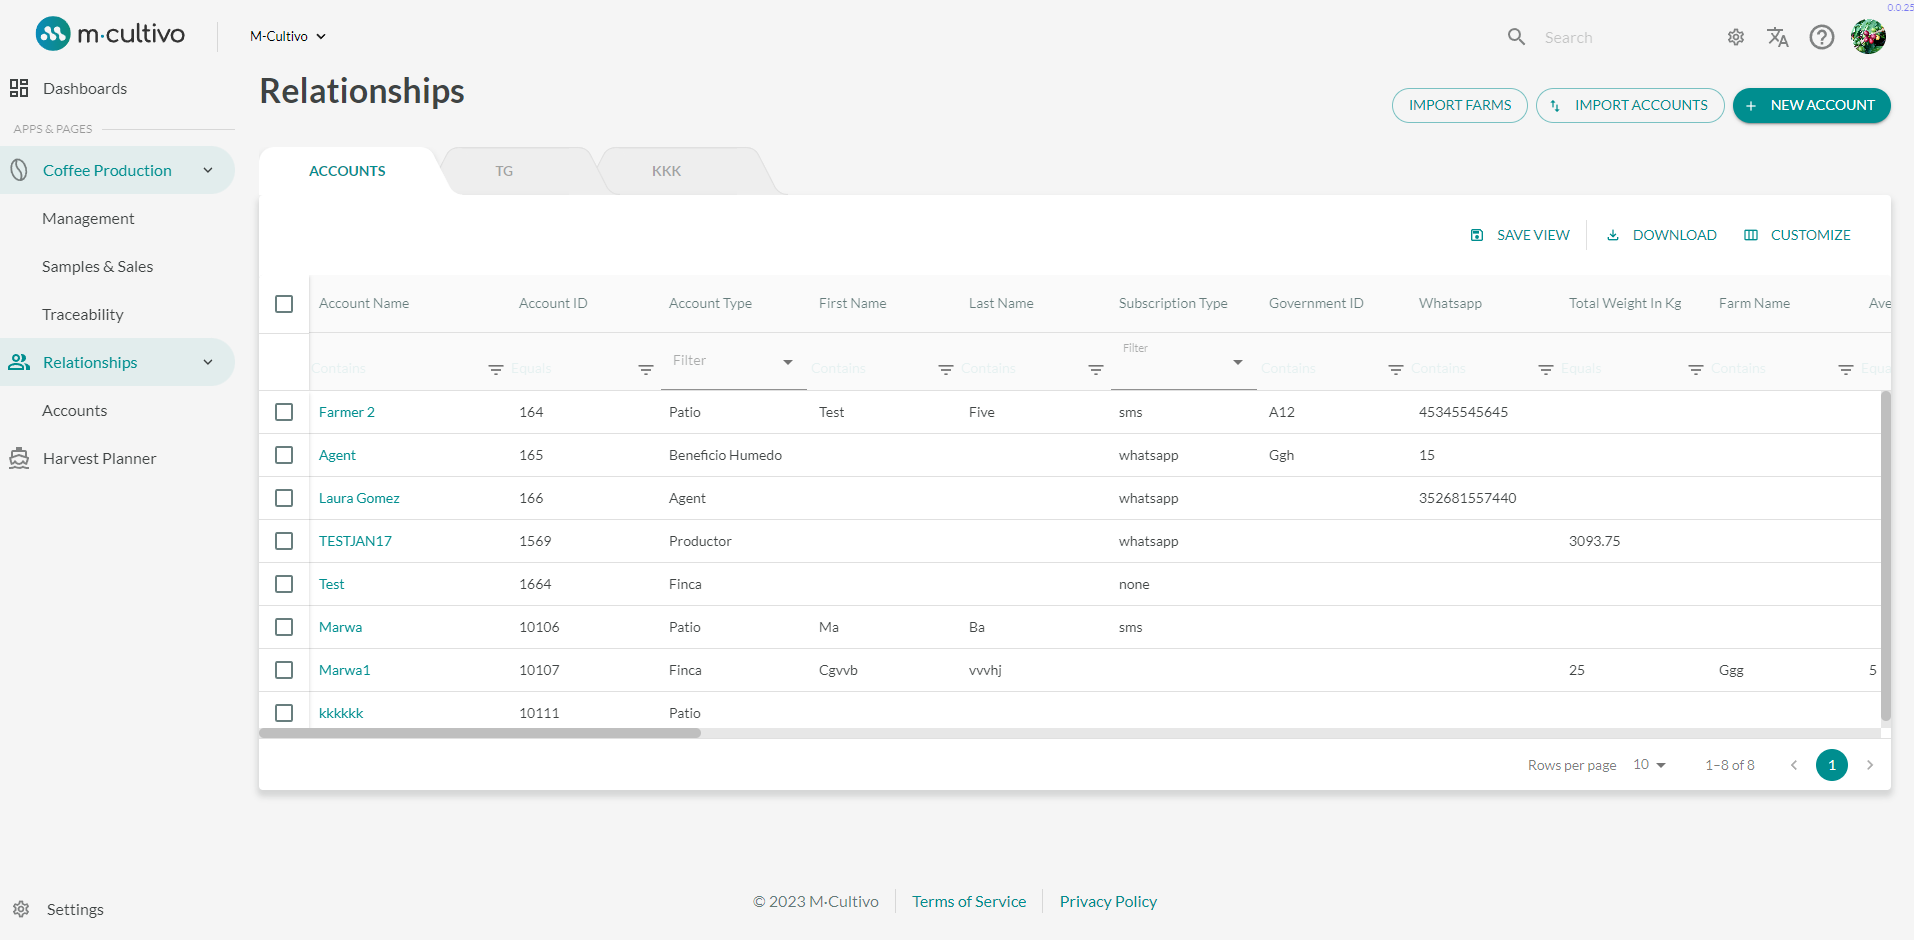 0.0.25
m·cultivo
M-Cultivo
Search
Dashboards
Relationships
IMPORT FARMS
IMPORT ACCOUNTS
+ NEW ACCOUNT
APPS & PAGES
Coffee Production
ACCOUNTS
TG
KKK
Management
SAVE VIEW
DOWNLOAD
CUSTOMIZE
Samples & Sales
Traceability
Account Name Account ID Account Type First Name Last Name Subscription Type Government ID Whatsapp Total Weight In Kg Farm Name Ave
Relationships
Contains Equals Filter Contains Contains Filter Contains Contains Equals Contains Equa
Accounts
Farmer 2 164 Patio Test Five sms A12 45345545645
Harvest Planner
Agent 165 Beneficio Humedo whatsapp Ggh 15
Laura Gomez 166 Agent whatsapp 352681557440
TESTJAN17 1569 Productor whatsapp 3093.75
Test 1664 Finca none
Marwa 10106 Patio Ma Ba sms
Marwa1 10107 Finca Cgvvb vvvhj 25 Ggg 5
kkkkkk 10111 Patio
Rows per page 10 1–8 of 8 1
Settings
© 2023 M·Cultivo
Terms of Service
Privacy Policy